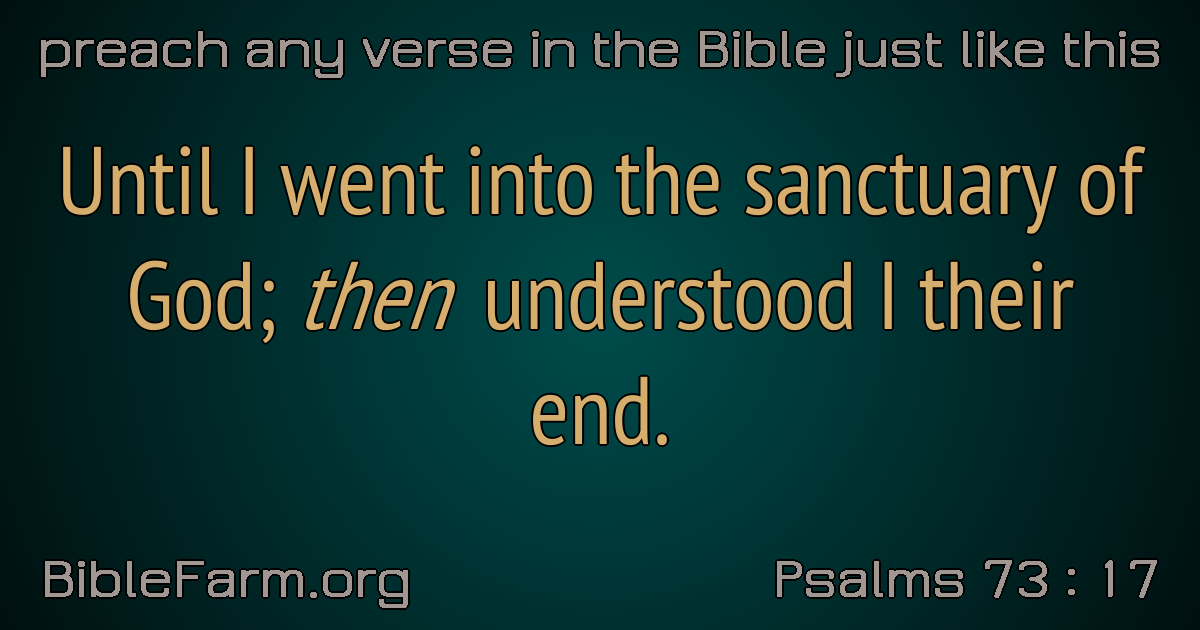 preach any verse in the Bible just like this
Until I went into the sanctuary of
God; then understood I their
end.
BibleFarm.org
Psalms 73 : 17